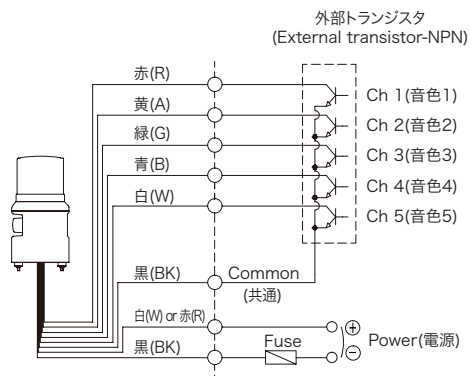 外部トランジスタ
(External transistor-NPN)
赤(R)
Ch 1(音色1)
黄(A)
Ch 2(音色2)
緑(G)
Ch 3(音色3)
青(B)
Ch 4(音色4)
白(W)
Ch 5(音色5)
黒(BK)
Common
(共通)
白(W) or 赤(R)
黒(BK)
Fuse
+
−
Power(電源)